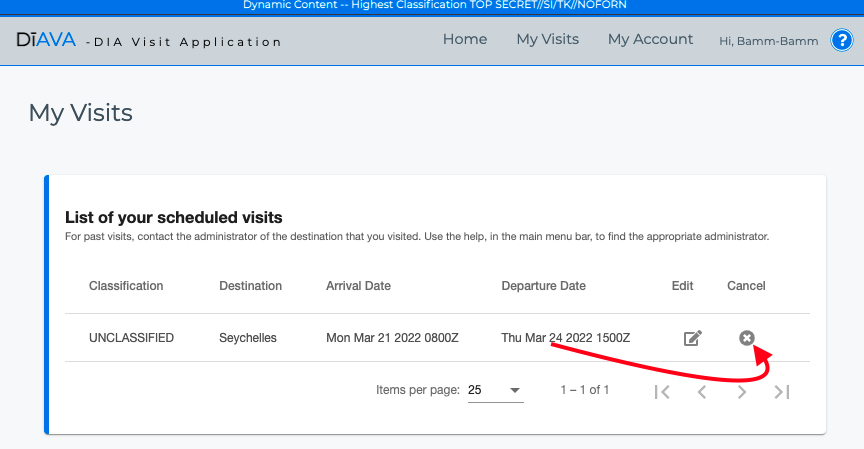 Dynamic Content -- Highest Classification TOP SECRET//SI/TK//NOFORN
DīAVA -DIA Visit Application Home My Visits My Account Hi, Bamm-Bamm ?
My Visits
List of your scheduled visits
For past visits, contact the administrator of the destination that you visited. Use the help, in the main menu bar, to find the appropriate administrator.
Classification Destination Arrival Date Departure Date Edit Cancel
UNCLASSIFIED Seychelles Mon Mar 21 2022 0800Z Thu Mar 24 2022 1500Z
Items per page: 25 1 – 1 of 1